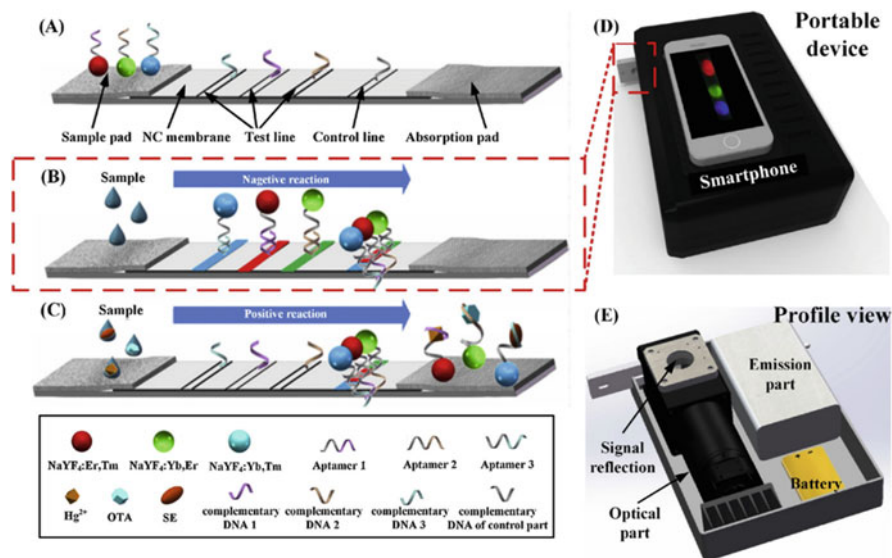 (A)
Sample pad
NC membrane
Test line
Control line
Absorption pad
(B)
Sample
Nagetive reaction
(C)
Sample
Positive reaction
NaYF₄:Er,Tm
NaYF₄:Yb,Er
NaYF₄:Yb,Tm
Aptamer 1
Aptamer 2
Aptamer 3
Hg²⁺
OTA
SE
complementary
DNA 1
complementary
DNA 2
complementary
DNA 3
complementary
DNA of control part
(D)
Portable
device
Smartphone
(E)
Profile view
Emission
part
Signal
reflection
Battery
Optical
part